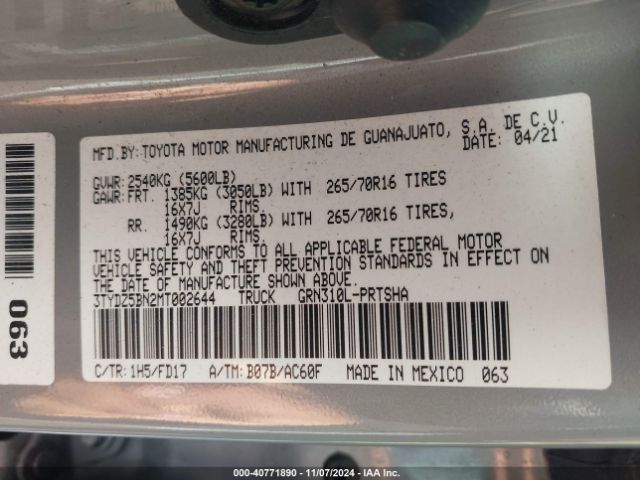 MFD.BY:TOYOTA MOTOR MANUFACTURING DE GUANAJUATO, S.A. DE C.V.
DATE: 04/21
GVWR:2540KG (5600LB)
GAWR:FRT. 1385KG (3050LB) WITH 265/70R16 TIRES
16X7J RIMS.
RR. 1490KG (3280LB) WITH 265/70R16 TIRES,
16X7J RIMS.
THIS VEHICLE CONFORMS TO ALL APPLICABLE FEDERAL MOTOR
VEHICLE SAFETY AND THEFT PREVENTION STANDARDS IN EFFECT ON
THE DATE OF MANUFACTURE SHOWN ABOVE.
3TYDZ5BN2MT002644 TRUCK GRN310L-PRTSHA
C/TR:1H5/FD17 A/TM:B07B/AC60F MADE IN MEXICO 063
063
000-40771890 - 11/07/2024 - IAA Inc.